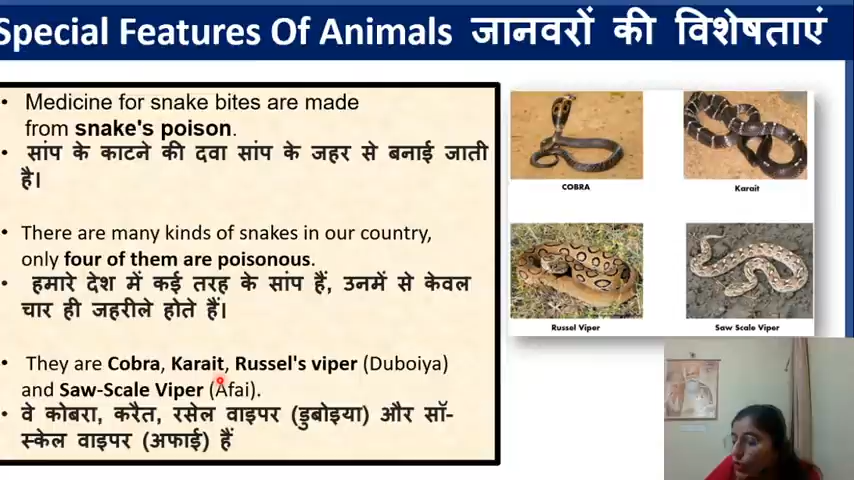 Special Features Of Animals जानवरों की विशेषताएं
• Medicine for snake bites are made
from snake's poison.
• सांप के काटने की दवा सांप के जहर से बनाई जाती
है।
• There are many kinds of snakes in our country,
only four of them are poisonous.
• हमारे देश में कई तरह के सांप हैं, उनमें से केवल
चार ही जहरीले होते हैं।
• They are Cobra, Karait, Russel's viper (Duboiya)
and Saw-Scale Viper (Afai).
• वे कोबरा, करैत, रसेल वाइपर (डुबोइया) और सॉ-
स्केल वाइपर (अफाई) हैं
COBRA
Karait
Russel Viper
Saw Scale Viper